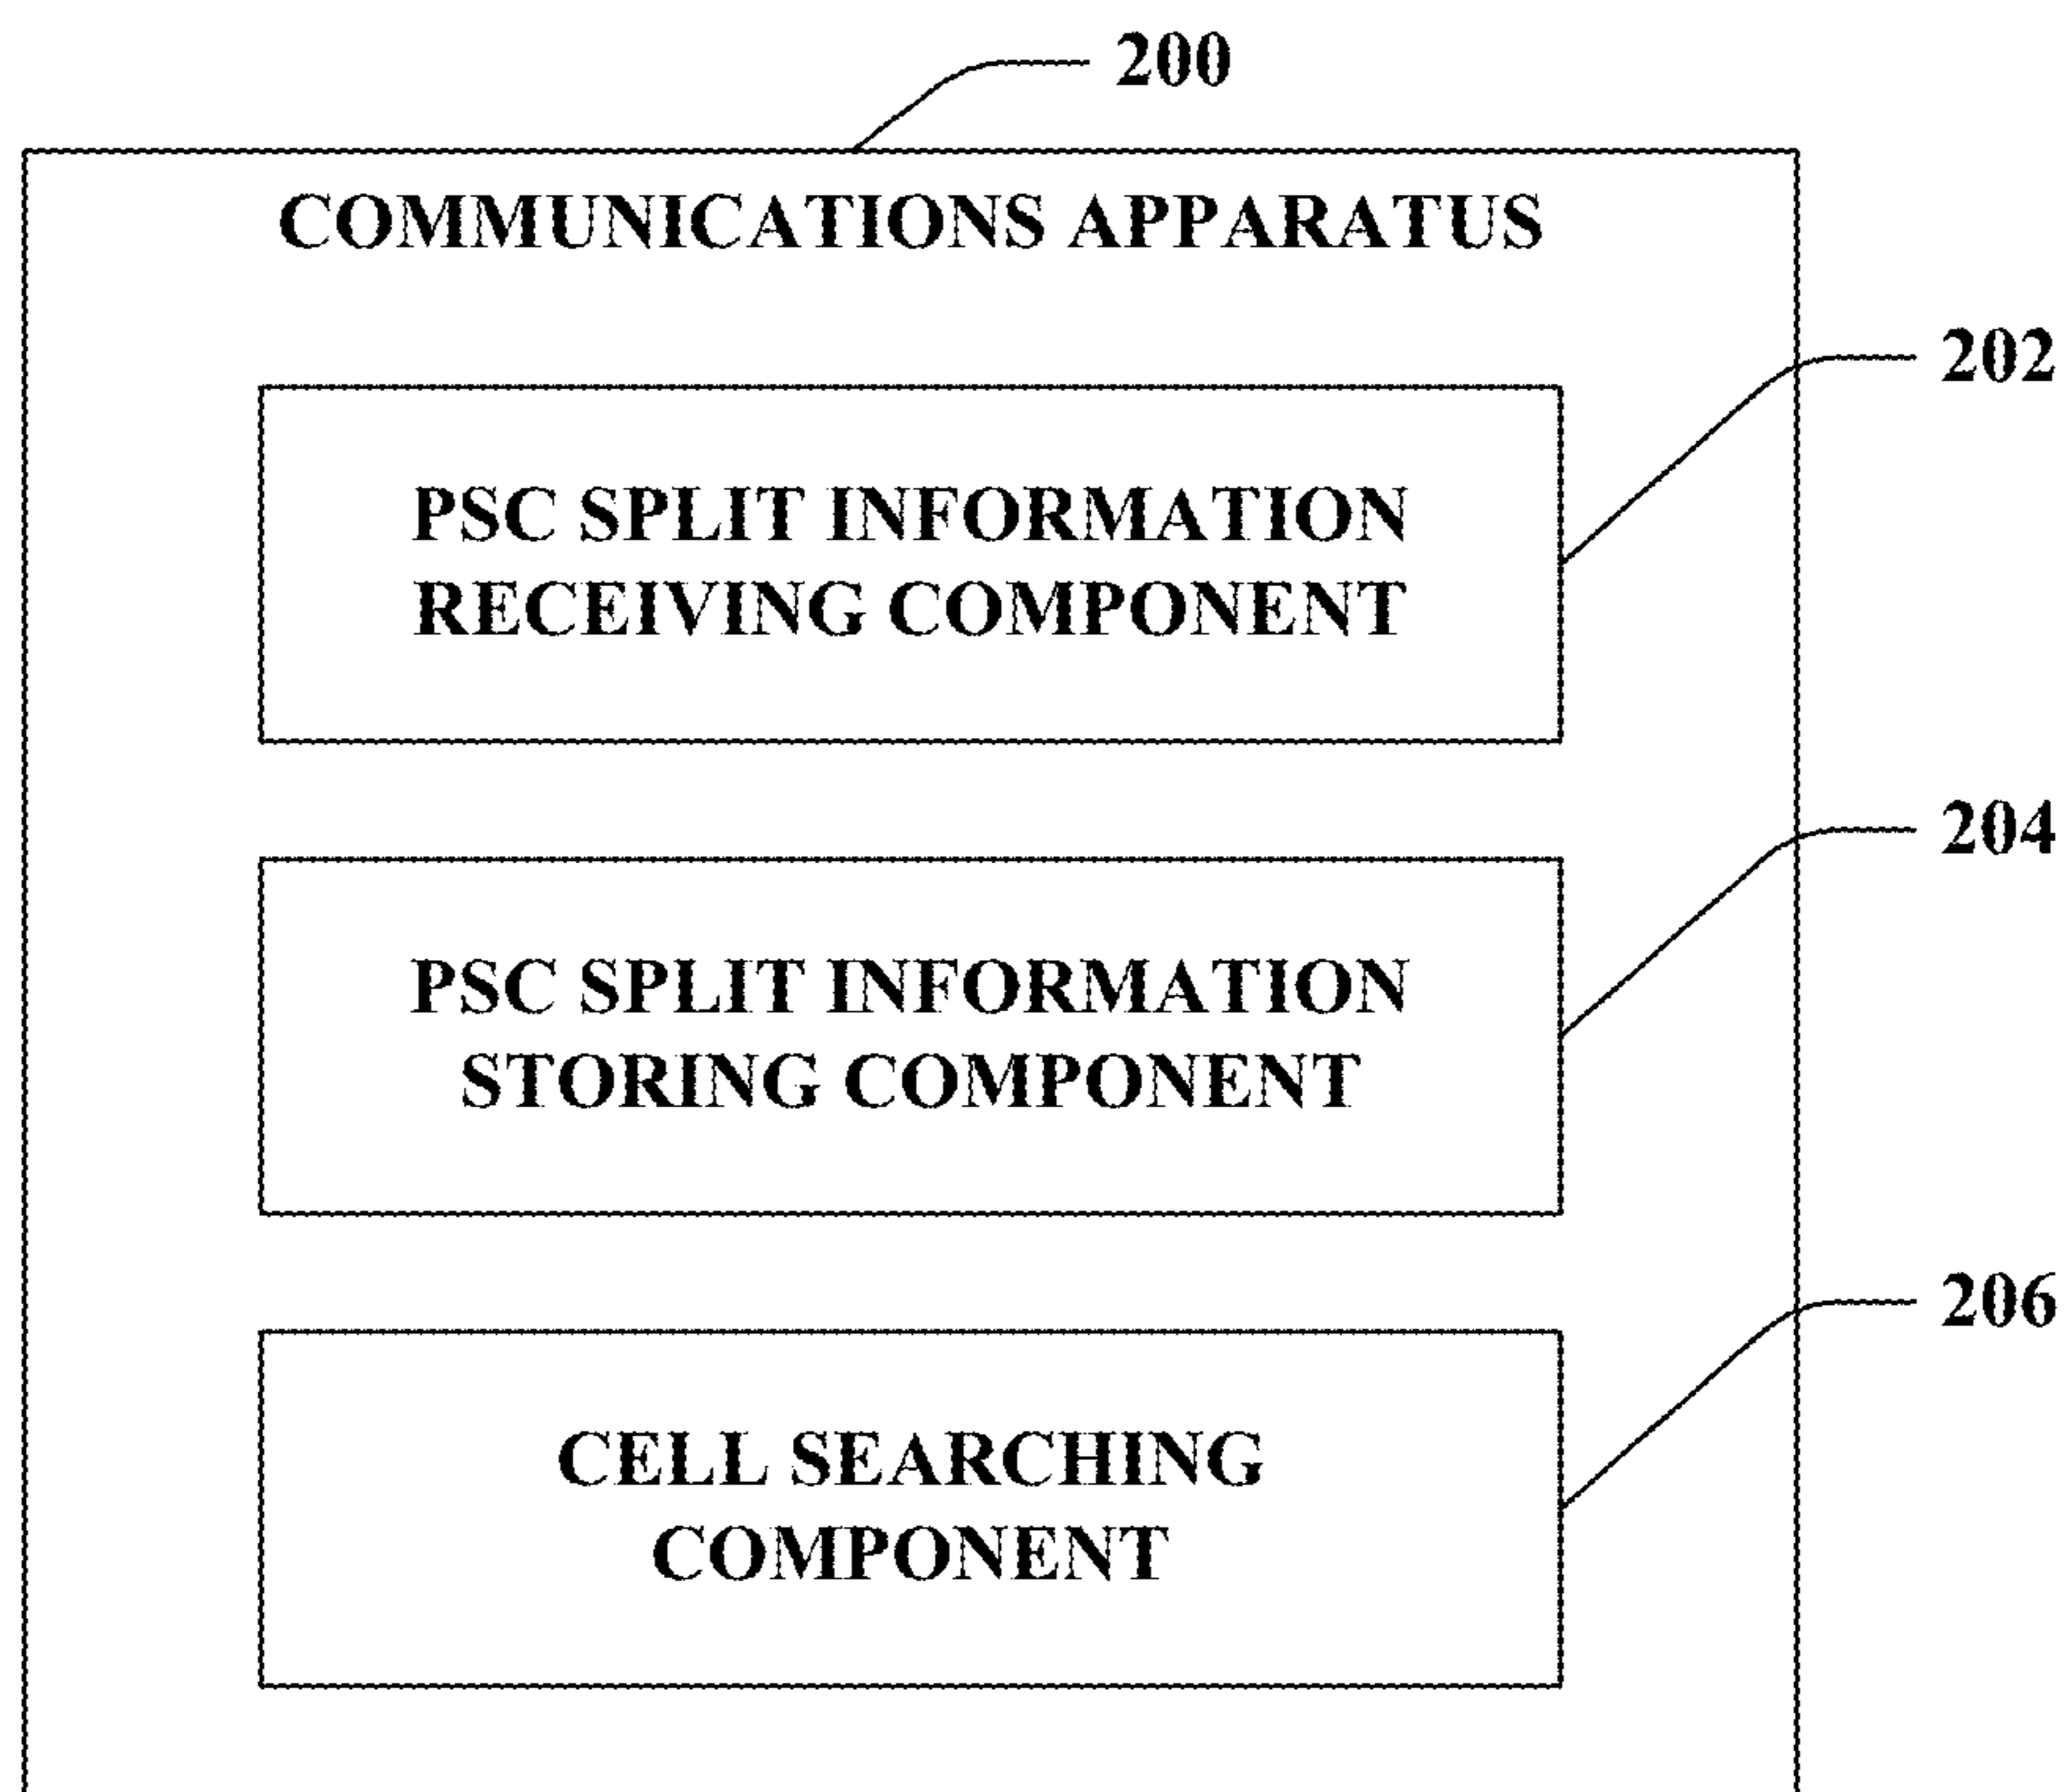 200
COMMUNICATIONS APPARATUS
202
PSC SPLIT INFORMATION
RECEIVING COMPONENT
204
PSC SPLIT INFORMATION
STORING COMPONENT
206
CELL SEARCHING
COMPONENT